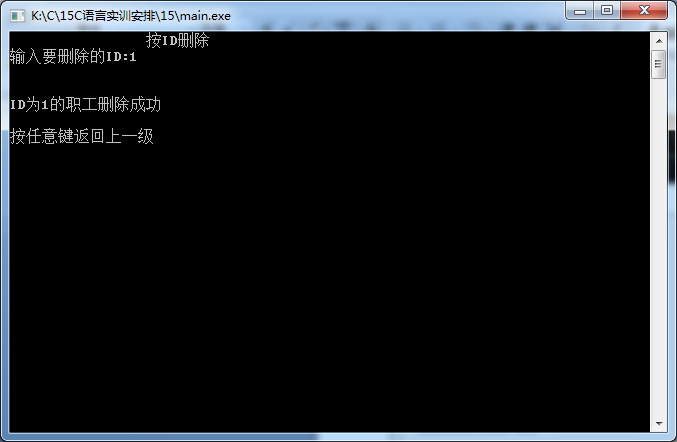 K:\C\15C语言实训安排\15\main.exe
按ID删除
输入要删除的ID:1
ID为1的职工删除成功
按任意键返回上一级